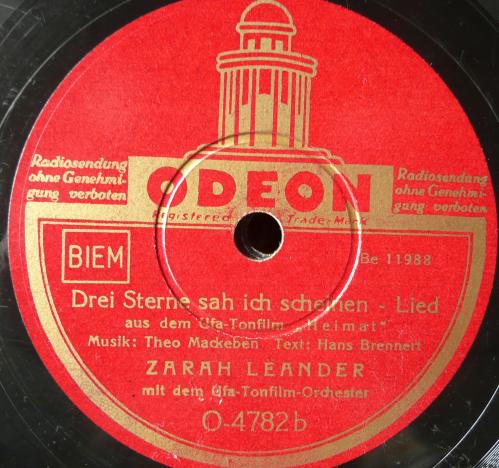 Radiosendung
ohne Genehmi-
gung verboten
ODEON
Registered Trade Mark
Radiosendung
ohne Genehmi-
gung verboten
BIEM
Be 11988
Drei Sterne sah ich scheinen - Lied
aus dem Ufa-Tonfilm „Heimat"
Musik: Theo Mackeben Text: Hans Brennert
ZARAH LEANDER
mit dem Ufa-Tonfilm-Orchester
O-4782b